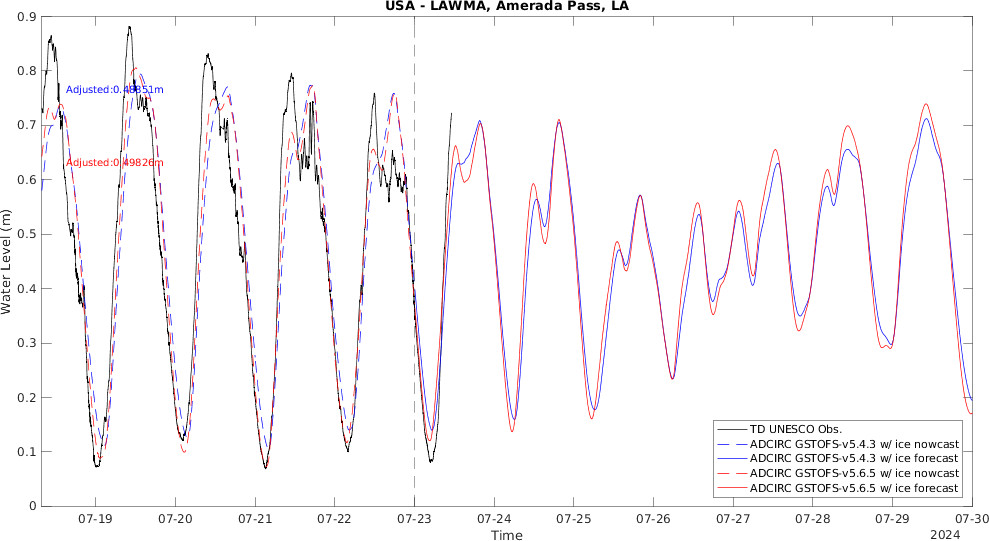 USA - LAWMA, Amerada Pass, LA
0.9
0.8
0.7
0.6
0.5
0.4
0.3
0.2
0.1
0
Water Level (m)
Adjusted:0.48351m
Adjusted:0.49826m
TD UNESCO Obs.
ADCIRC GSTOFS-v5.4.3 w/ ice nowcast
ADCIRC GSTOFS-v5.4.3 w/ ice forecast
ADCIRC GSTOFS-v5.6.5 w/ ice nowcast
ADCIRC GSTOFS-v5.6.5 w/ ice forecast
07-19 07-20 07-21 07-22 07-23 07-24 07-25 07-26 07-27 07-28 07-29 07-30
Time
2024